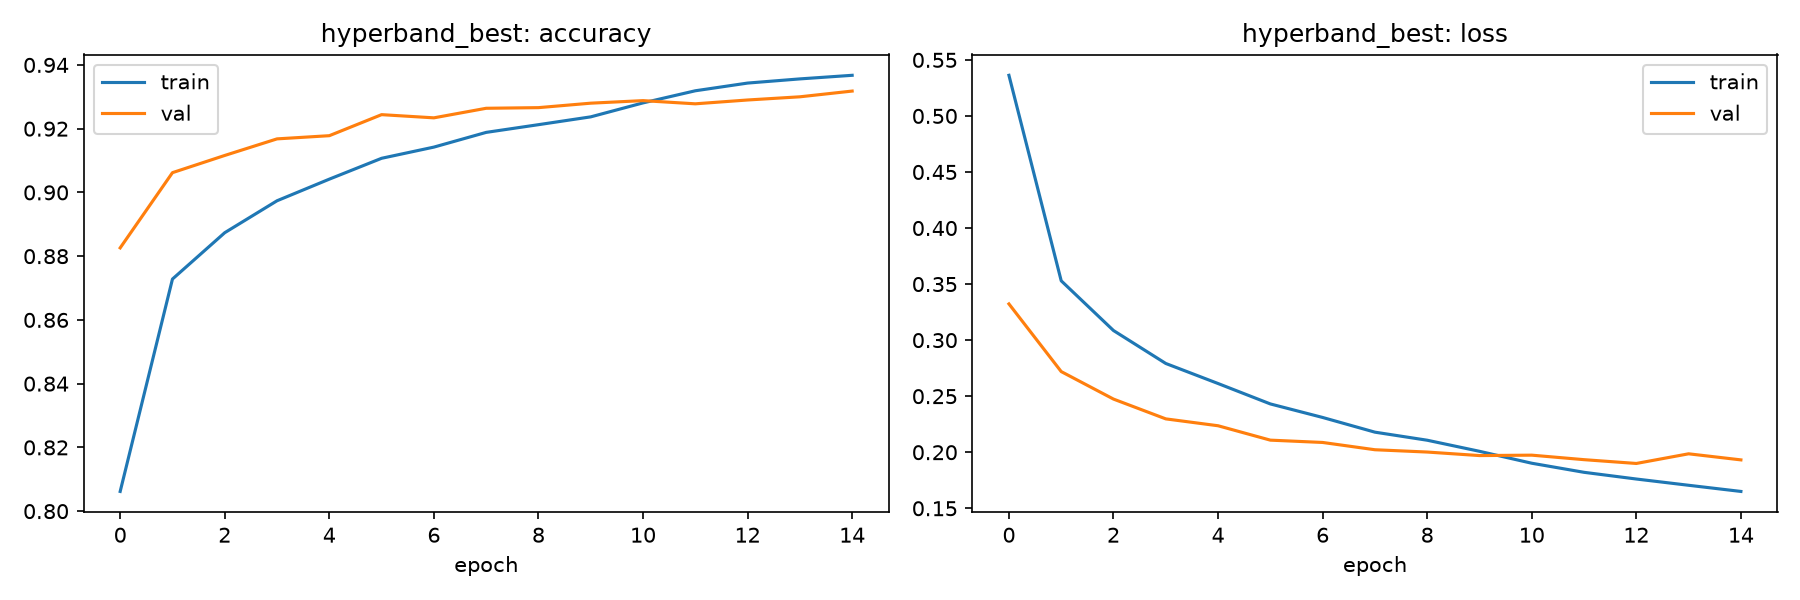 hyperband_best: accuracy
train
val
0.94
0.92
0.90
0.88
0.86
0.84
0.82
0.80
0 2 4 6 8 10 12 14
epoch
hyperband_best: loss
train
val
0.55
0.50
0.45
0.40
0.35
0.30
0.25
0.20
0.15
0 2 4 6 8 10 12 14
epoch